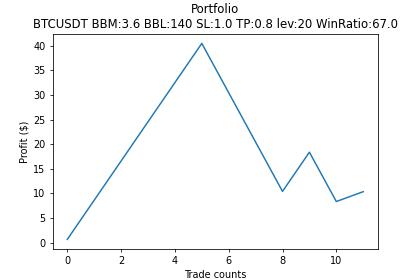 Portfolio
BTCUSDT BBM:3.6 BBL:140 SL:1.0 TP:0.8 lev:20 WinRatio:67.0
40
35
30
25
20
15
10
5
0
Profit ($)
0 2 4 6 8 10
Trade counts